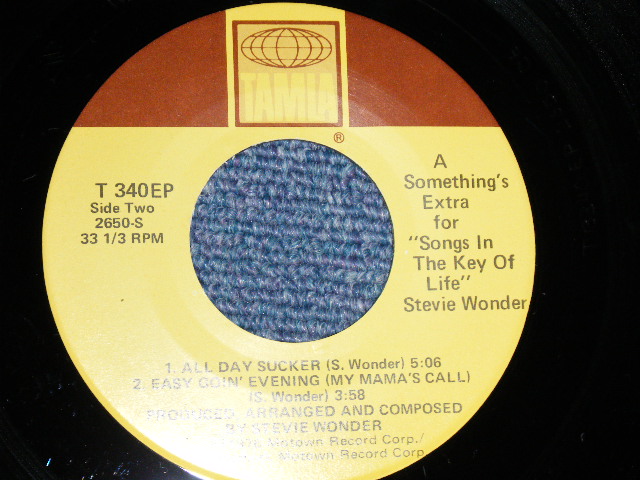 TAMLA
®
T 340EP
Side Two
2650-S
33 1/3 RPM
A
Something's
Extra
for
"Songs In
The Key Of
Life"
Stevie Wonder
1. ALL DAY SUCKER (S. Wonder) 5:06
2. EASY GOIN' EVENING (MY MAMA'S CALL)
(S. Wonder) 3:58
PRODUCED, ARRANGED AND COMPOSED
BY STEVIE WONDER
Motown Record Corp./
Motown Record Corp.